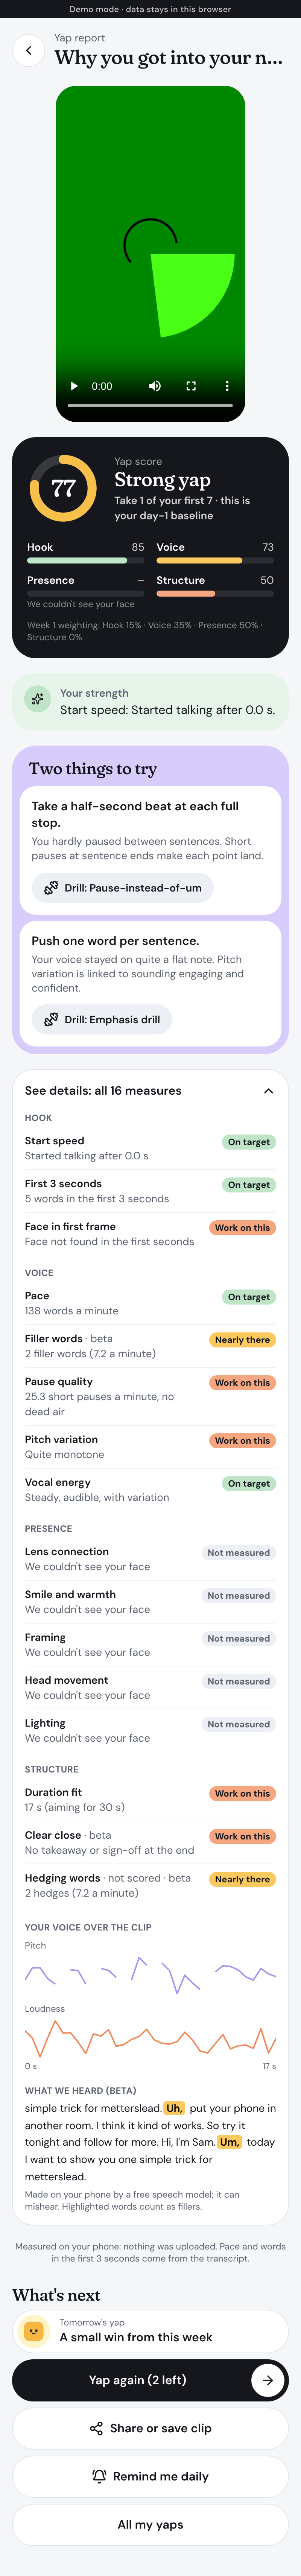 Demo mode · data stays in this browser
Yap report
Why you got into your n...
0:00
77
Yap score
Strong yap
Take 1 of your first 7 · this is
your day-1 baseline
Hook 85
Voice 73
Presence –
We couldn't see your face
Structure 50
Week 1 weighting: Hook 15% · Voice 35% · Presence 50% ·
Structure 0%
Your strength
Start speed: Started talking after 0.0 s.
Two things to try
Take a half-second beat at each full
stop.
You hardly paused between sentences. Short
pauses at sentence ends make each point land.
Drill: Pause-instead-of-um
Push one word per sentence.
Your voice stayed on quite a flat note. Pitch
variation is linked to sounding engaging and
confident.
Drill: Emphasis drill
See details: all 16 measures
HOOK
Start speed On target
Started talking after 0.0 s
First 3 seconds On target
5 words in the first 3 seconds
Face in first frame Work on this
Face not found in the first seconds
VOICE
Pace On target
138 words a minute
Filler words · beta Nearly there
2 filler words (7.2 a minute)
Pause quality Work on this
25.3 short pauses a minute, no
dead air
Pitch variation Work on this
Quite monotone
Vocal energy On target
Steady, audible, with variation
PRESENCE
Lens connection Not measured
We couldn't see your face
Smile and warmth Not measured
We couldn't see your face
Framing Not measured
We couldn't see your face
Head movement Not measured
We couldn't see your face
Lighting Not measured
We couldn't see your face
STRUCTURE
Duration fit Work on this
17 s (aiming for 30 s)
Clear close · beta Work on this
No takeaway or sign-off at the end
Hedging words · not scored · beta Nearly there
2 hedges (7.2 a minute)
YOUR VOICE OVER THE CLIP
Pitch
Loudness
0 s 17 s
WHAT WE HEARD (BETA)
simple trick for metterslead. Uh, put your phone in
another room. I think it kind of works. So try it
tonight and follow for more. Hi, I'm Sam. Um, today
I want to show you one simple trick for
metterslead.
Made on your phone by a free speech model; it can
mishear. Highlighted words count as fillers.
Measured on your phone: nothing was uploaded. Pace and words
in the first 3 seconds come from the transcript.
What's next
Tomorrow's yap
A small win from this week
Yap again (2 left)
Share or save clip
Remind me daily
All my yaps